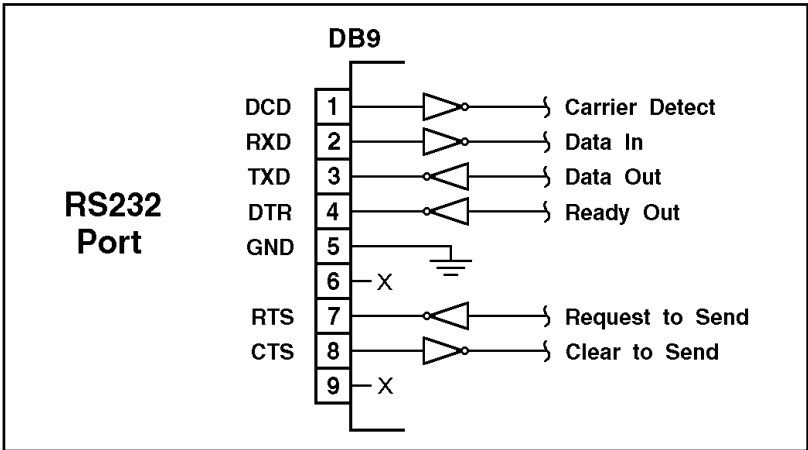 DB9
RS232
Port
DCD 1 Carrier Detect
RXD 2 Data In
TXD 3 Data Out
DTR 4 Ready Out
GND 5
6 X
RTS 7 Request to Send
CTS 8 Clear to Send
9 X